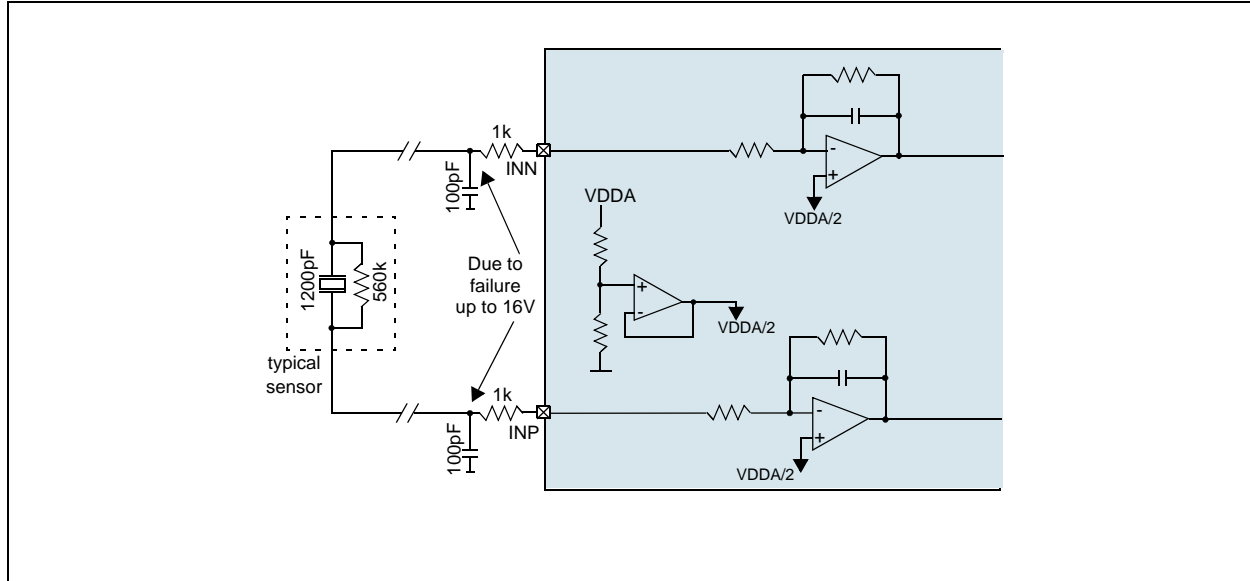 1k
INN
100pF
-
+
VDDA/2
VDDA
1200pF
560k
Due to
failure
up to 16V
+
-
VDDA/2
typical
sensor
1k
INP
100pF
-
+
VDDA/2